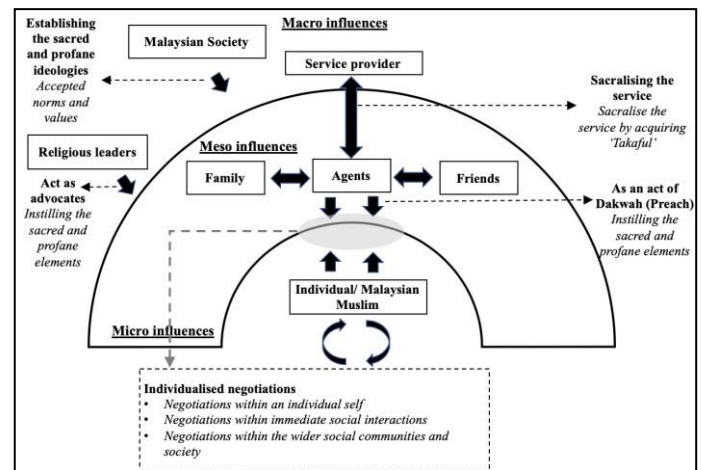 Establishing
the sacred
and profane
ideologies
Accepted
norms and
values
Malaysian Society
Macro influences
Service provider
Sacralising the
service
Sacralise the
service by acquiring
‘Takaful’
Religious leaders
Act as
advocates
Instilling the
sacred and
profane
elements
Meso influences
Family
Agents
Friends
As an act of
Dakwah (Preach)
Instilling the
sacred and
profane elements
Individual/ Malaysian
Muslim
Micro influences
Individualised negotiations
• Negotiations within an individual self
• Negotiations within immediate social interactions
• Negotiations within the wider social communities and
society